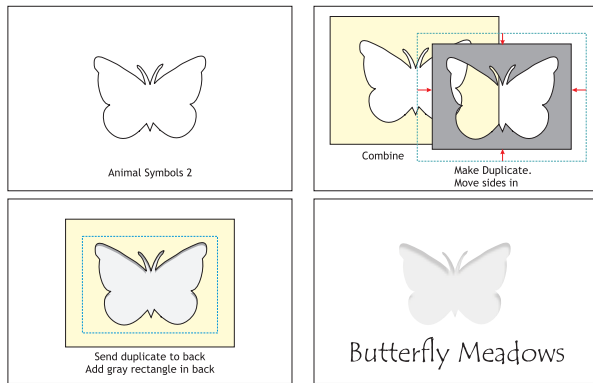 Animal Symbols 2
Combine
Make Duplicate.
Move sides in
Send duplicate to back
Add gray rectangle in back
Butterfly Meadows